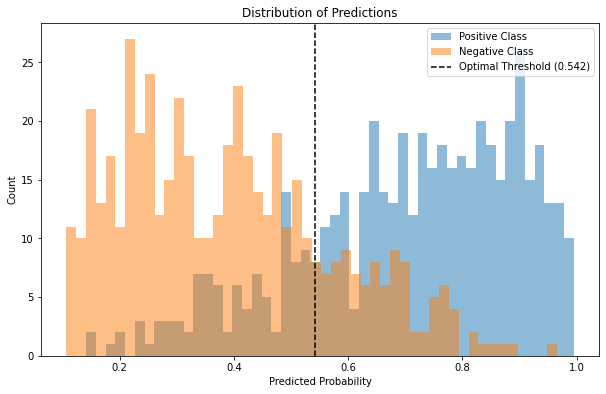 Distribution of Predictions
Positive Class
Negative Class
Optimal Threshold (0.542)
Count
25
20
15
10
5
0
0.2
0.4
0.6
0.8
1.0
Predicted Probability